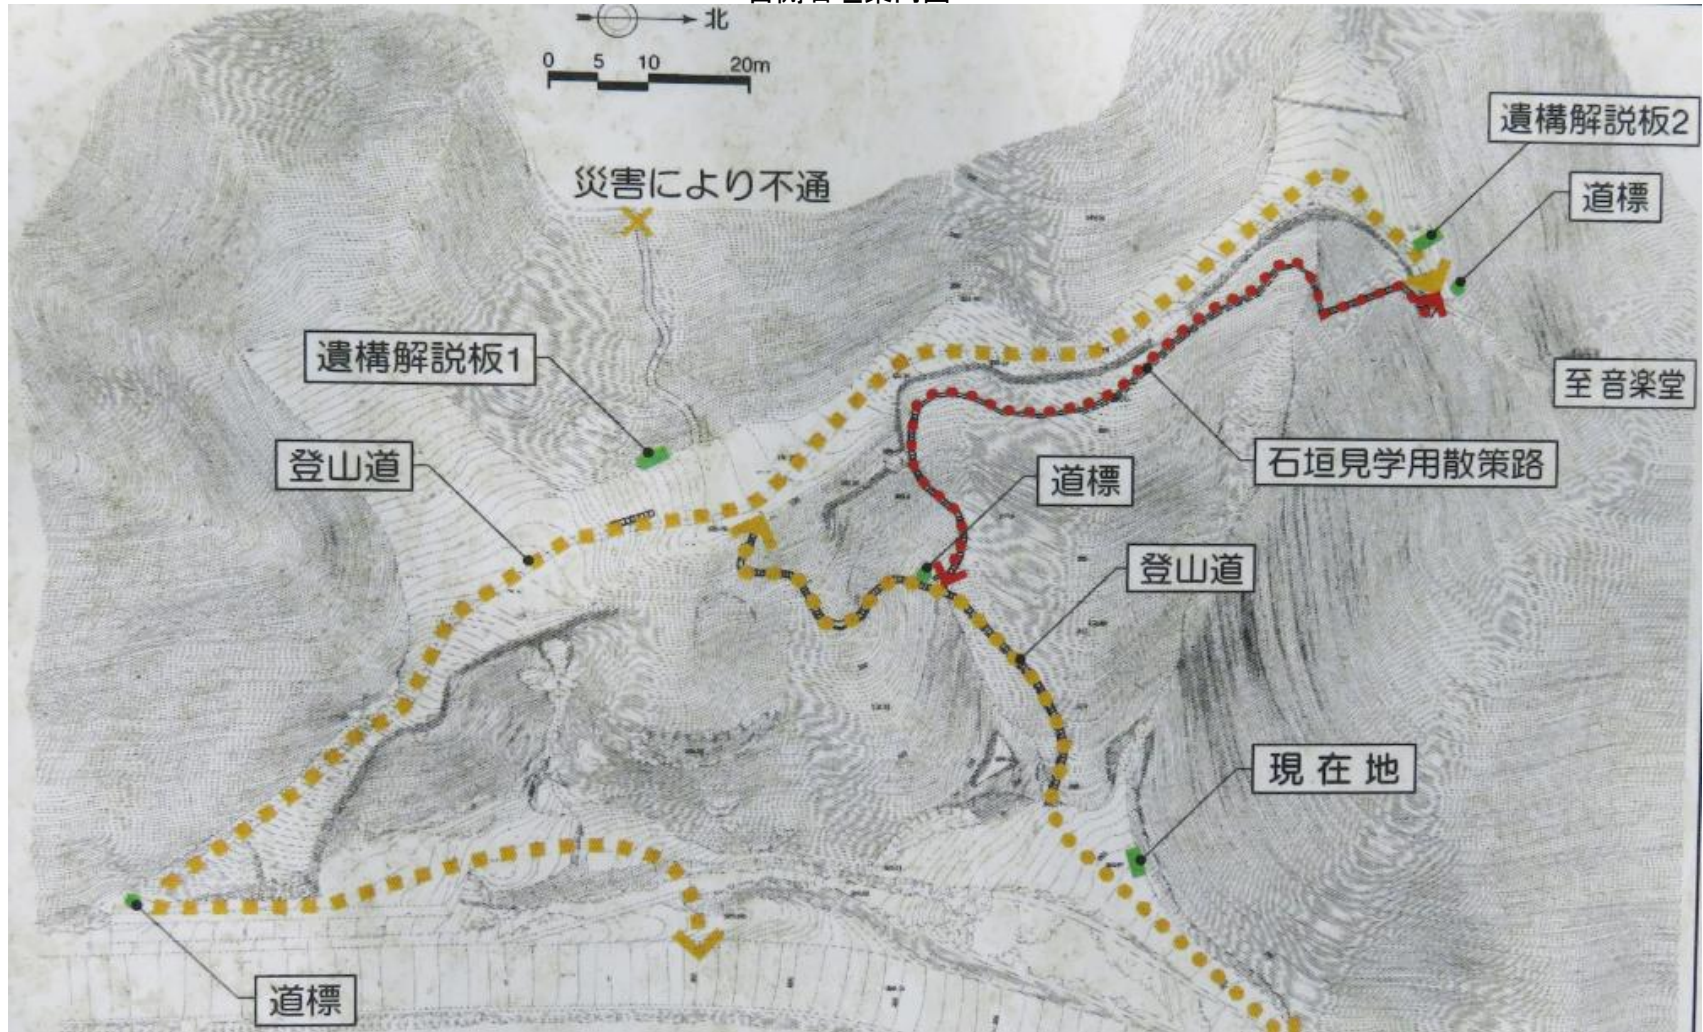 北
0 5 10 20m
遺構解説板2
災害により不通
道標
遺構解説板1
至 音楽堂
登山道
石垣見学用散策路
道標
登山道
現在地
道標